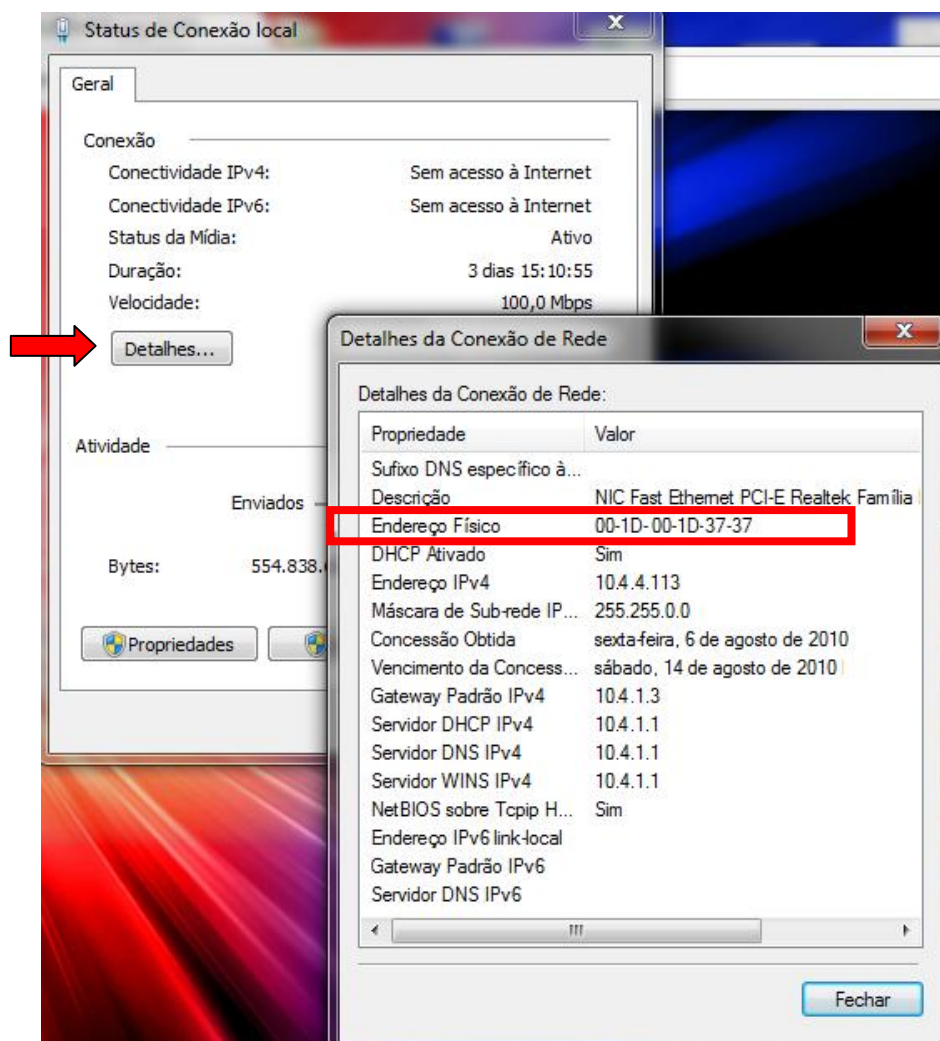 Status de Conexão local
Geral
Conexão
Conectividade IPv4: Sem acesso à Internet
Conectividade IPv6: Sem acesso à Internet
Status da Mídia: Ativo
Duração: 3 dias 15:10:55
Velocidade: 100,0 Mbps
Detalhes...
Atividade
Enviados
Bytes: 554.838.
Propriedades
Detalhes da Conexão de Rede
Detalhes da Conexão de Rede:
Propriedade Valor
Sufixo DNS específico à...
Descrição NIC Fast Ethernet PCI-E Realtek Família
Endereço Físico 00-1D-00-1D-37-37
DHCP Ativado Sim
Endereço IPv4 10.4.4.113
Máscara de Sub-rede IP... 255.255.0.0
Concessão Obtida sexta-feira, 6 de agosto de 2010
Vencimento da Concess... sábado, 14 de agosto de 2010
Gateway Padrão IPv4 10.4.1.3
Servidor DHCP IPv4 10.4.1.1
Servidor DNS IPv4 10.4.1.1
Servidor WINS IPv4 10.4.1.1
NetBIOS sobre Tcpip H... Sim
Endereço IPv6 link-local
Gateway Padrão IPv6
Servidor DNS IPv6
Fechar